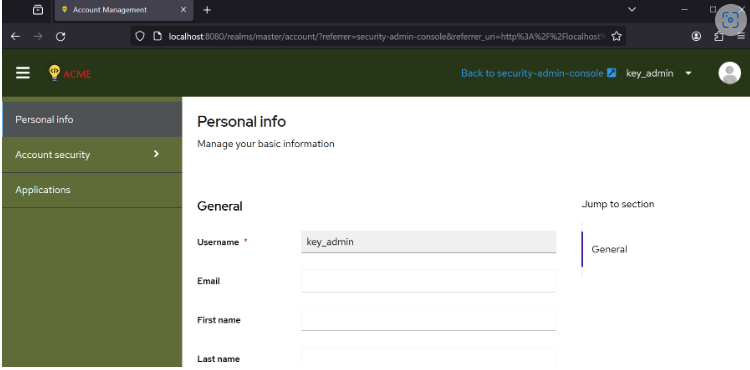 Account Management
localhost:8080/realms/master/account/?referrer=security-admin-console&referrer_uri=http%3A%2F%2Flocalhost%
ACME
Back to security-admin-console
key_admin
Personal info
Account security
Applications
Personal info
Manage your basic information
General
Username *
key_admin
Email
First name
Last name
Jump to section
General